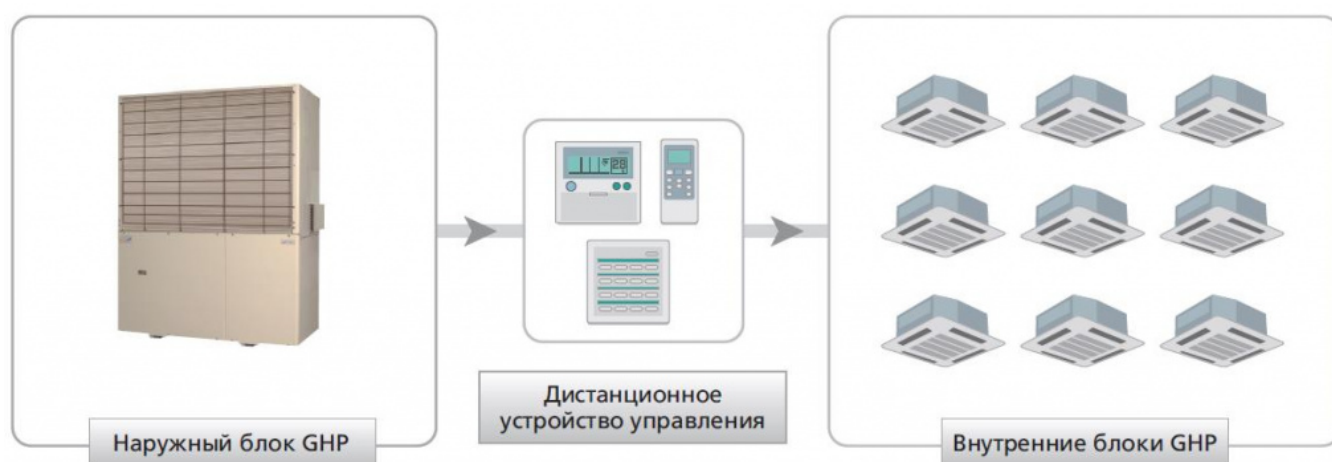 Наружный блок GHP
Дистанционное
устройство управления
Внутренние блоки GHP